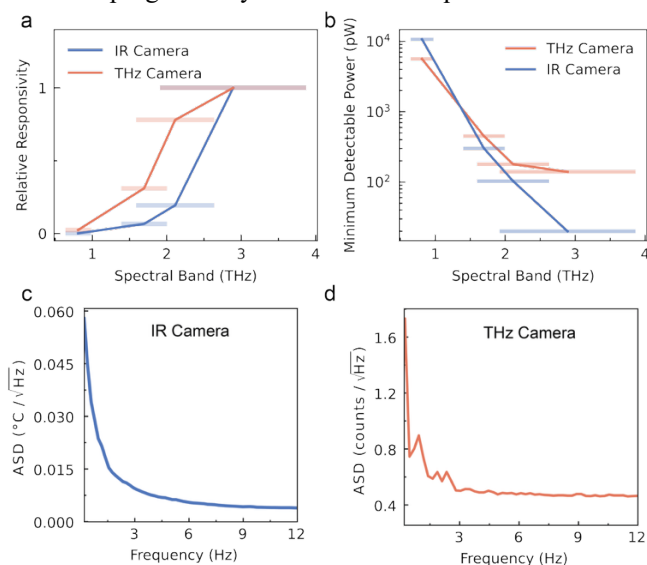 a
IR Camera
THz Camera
Relative Responsivity
1
0
1
2
3
4
Spectral Band (THz)
b
THz Camera
IR Camera
Minimum Detectable Power (pW)
10⁴
10³
10²
1
2
3
4
Spectral Band (THz)
c
IR Camera
ASD (°C / √Hz)
0.060
0.045
0.030
0.015
0.000
3
6
9
12
Frequency (Hz)
d
THz Camera
ASD (counts / √Hz)
1.6
1.2
0.8
0.4
3
6
9
12
Frequency (Hz)